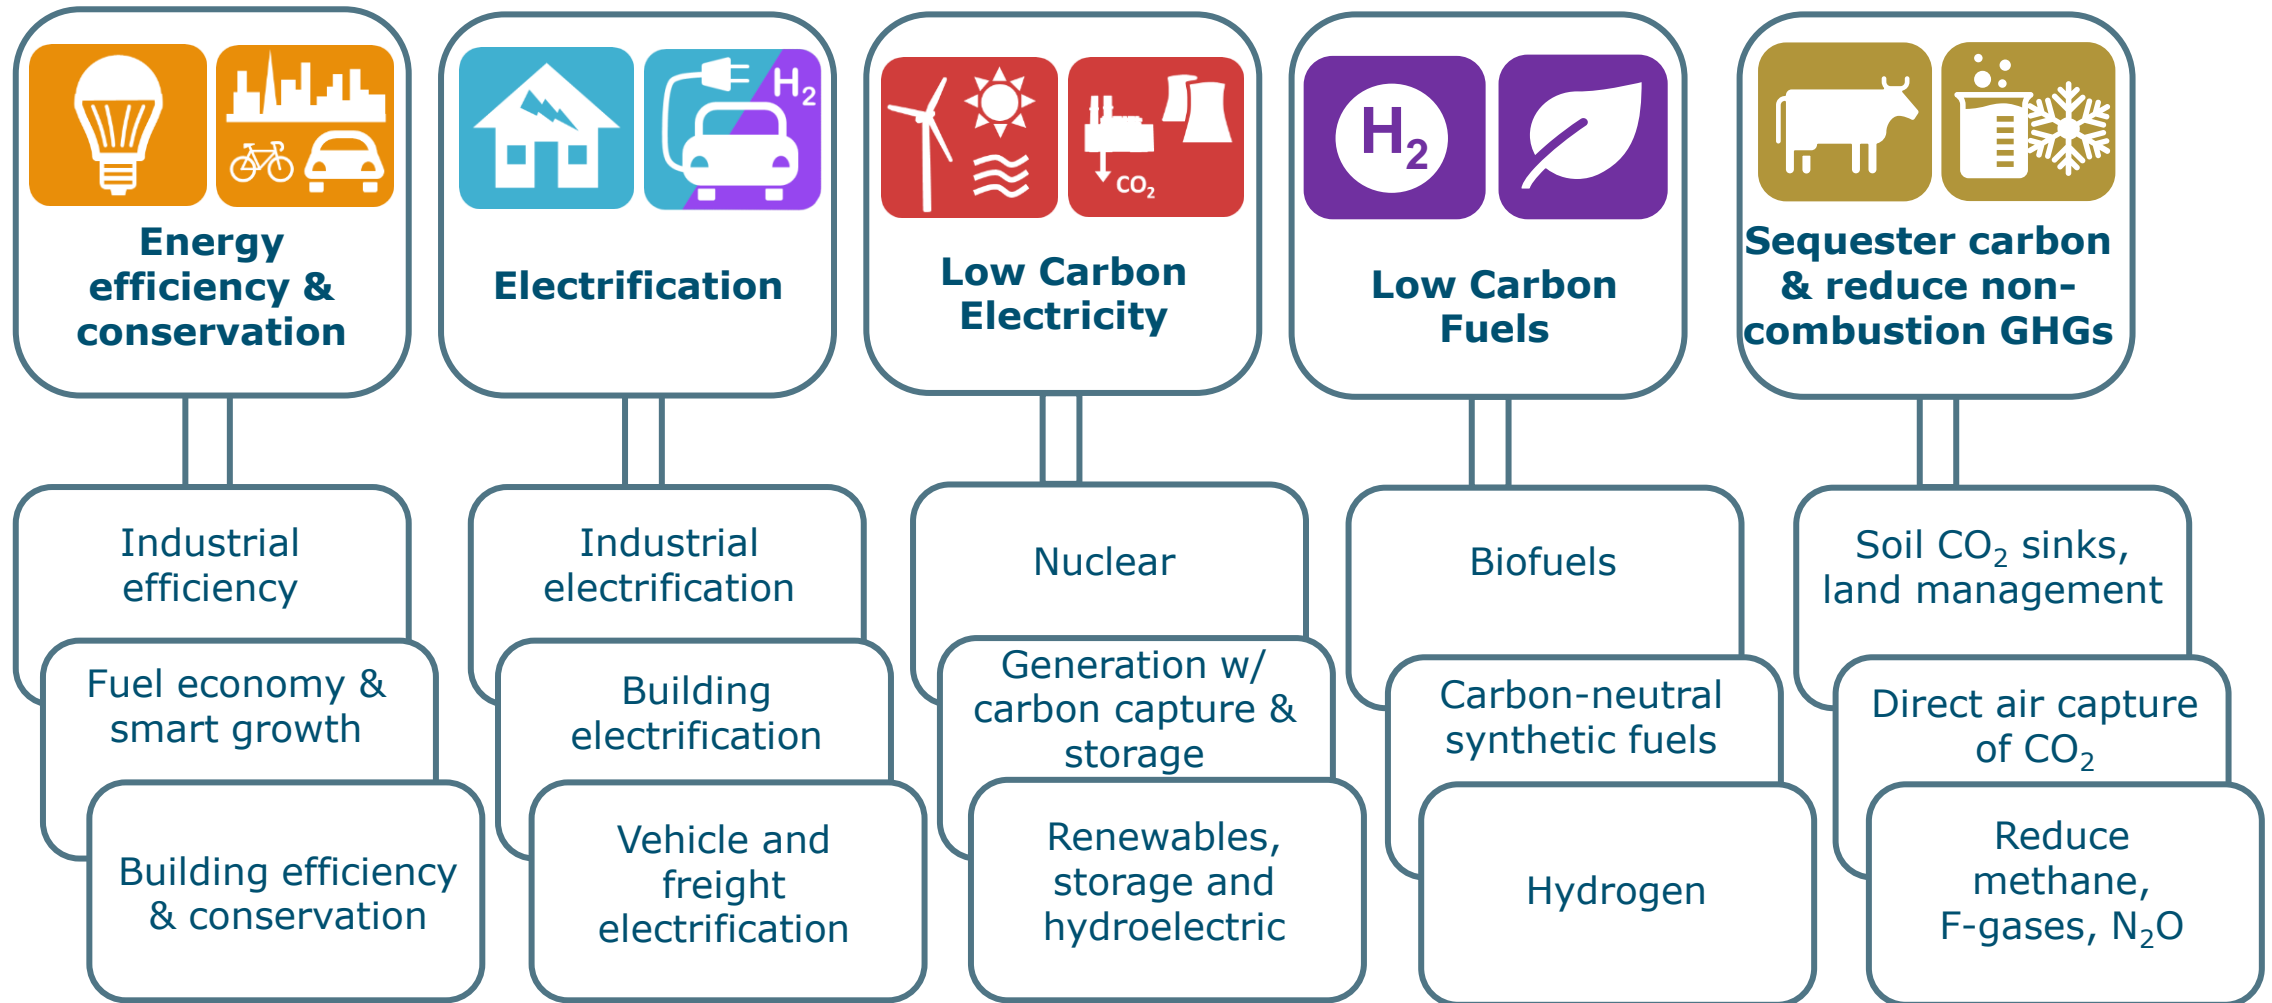 H₂
CO₂
H₂
Energy
efficiency &
conservation
Electrification
Low Carbon
Electricity
Low Carbon
Fuels
Sequester carbon
& reduce non-
combustion GHGs
Industrial
efficiency
Fuel economy &
smart growth
Building efficiency
& conservation
Industrial
electrification
Building
electrification
Vehicle and
freight
electrification
Nuclear
Generation w/
carbon capture &
storage
Renewables,
storage and
hydroelectric
Biofuels
Carbon-neutral
synthetic fuels
Hydrogen
Soil CO₂ sinks,
land management
Direct air capture
of CO₂
Reduce
methane,
F-gases, N₂O